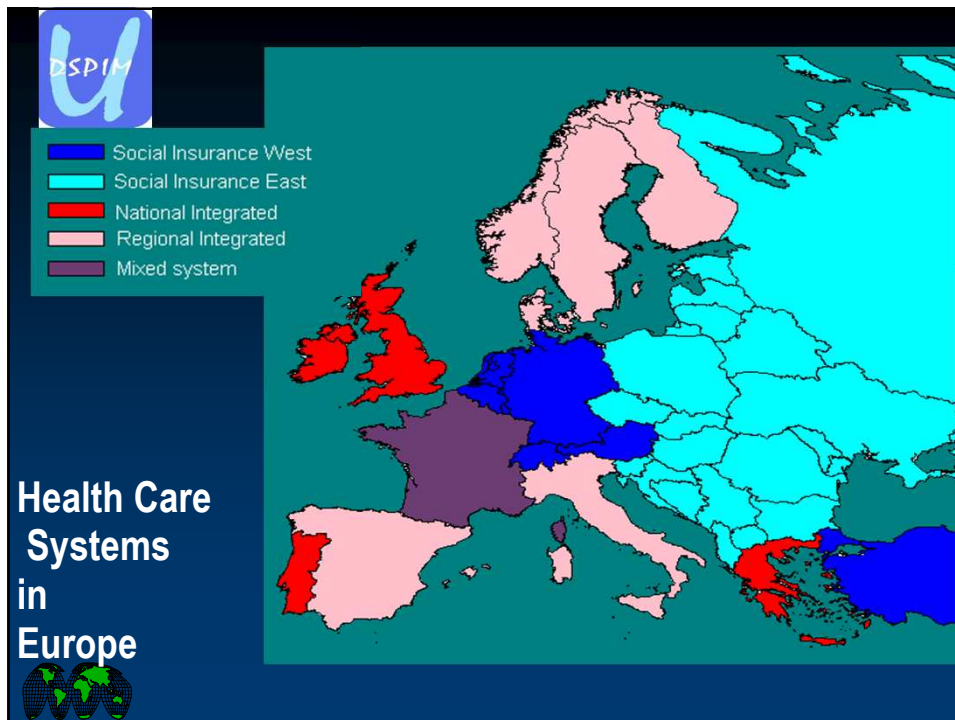 DSPIM
U
Social Insurance West
Social Insurance East
National Integrated
Regional Integrated
Mixed system
Health Care
Systems
in
Europe